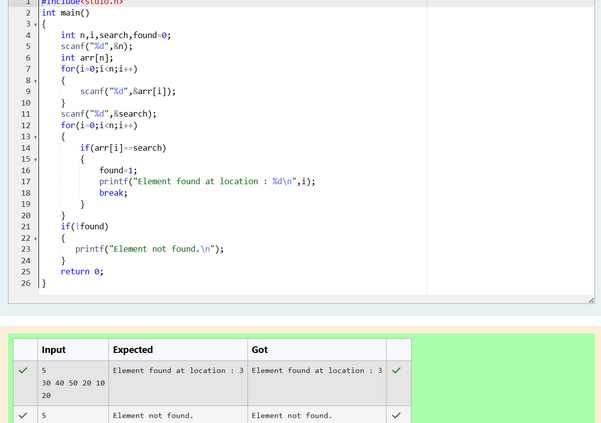 1 #include<stdio.h>
2 int main()
3 {
4 int n,i,search,found=0;
5 scanf("%d",&n);
6 int arr[n];
7 for(i=0;i<n;i++)
8 {
9 scanf("%d",&arr[i]);
10 }
11 scanf("%d",&search);
12 for(i=0;i<n;i++)
13 {
14 if(arr[i]==search)
15 {
16 found=1;
17 printf("Element found at location : %d\n",i);
18 break;
19 }
20 }
21 if(!found)
22 {
23 printf("Element not found.\n");
24 }
25 return 0;
26 }
Input Expected Got
5 Element found at location : 3 Element found at location : 3
30 40 50 20 10
20
5 Element not found. Element not found.